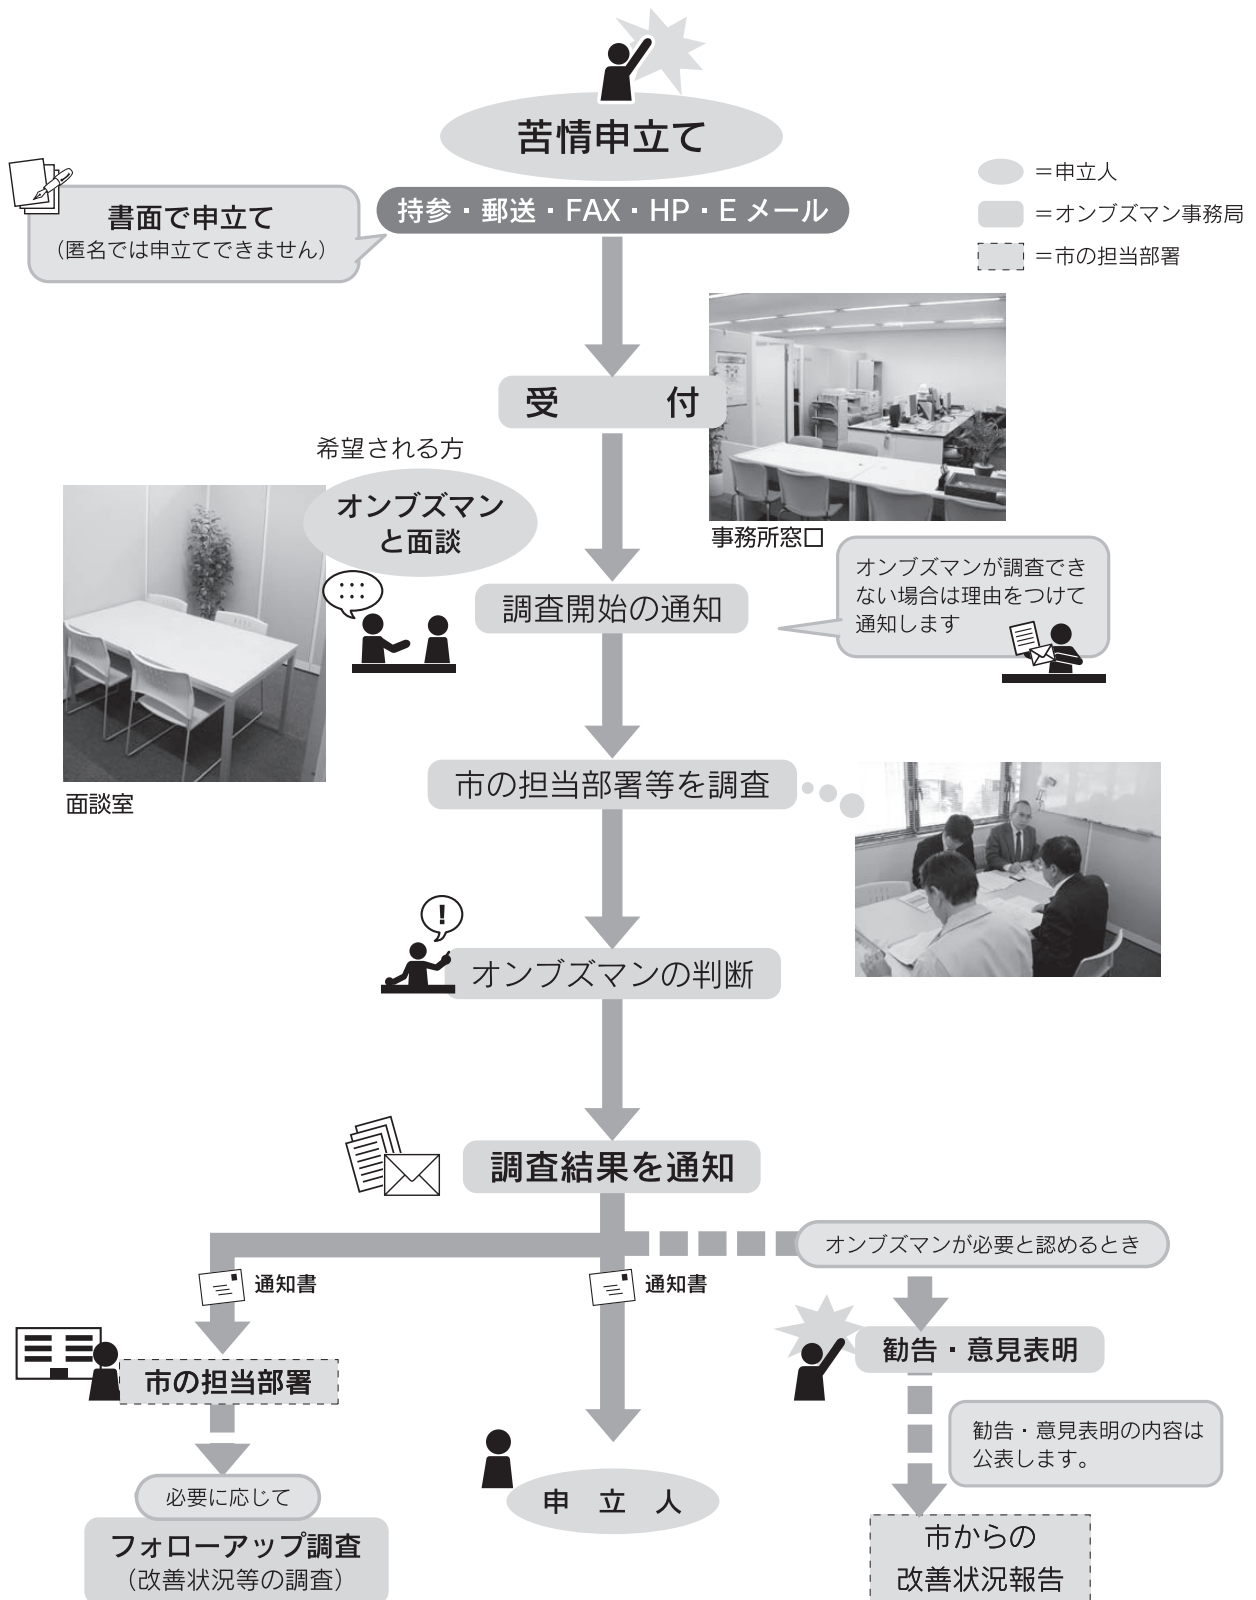 苦情申立て
持参・郵送・FAX・HP・Eメール
書面で申立て
（匿名では申立てできません）
＝申立人
＝オンブズマン事務局
＝市の担当部署
受　付
事務所窓口
希望される方
オンブズマン
と面談
面談室
調査開始の通知
オンブズマンが調査でき
ない場合は理由をつけて
通知します
市の担当部署等を調査
!
オンブズマンの判断
調査結果を通知
オンブズマンが必要と認めるとき
通知書
通知書
勧告・意見表明
市の担当部署
勧告・意見表明の内容は
公表します。
必要に応じて
フォローアップ調査
（改善状況等の調査）
申　立　人
市からの
改善状況報告